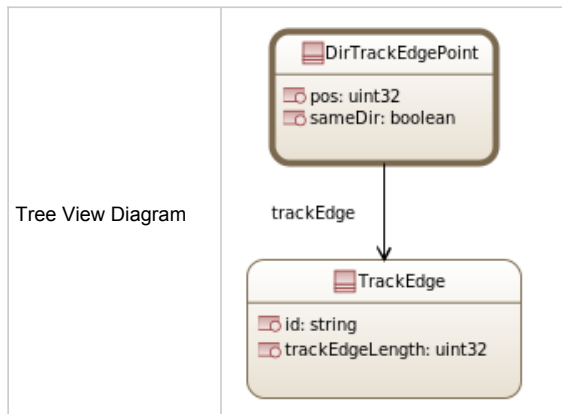 DirTrackEdgePoint
pos: uint32
sameDir: boolean
Tree View Diagram
trackEdge
TrackEdge
id: string
trackEdgeLength: uint32